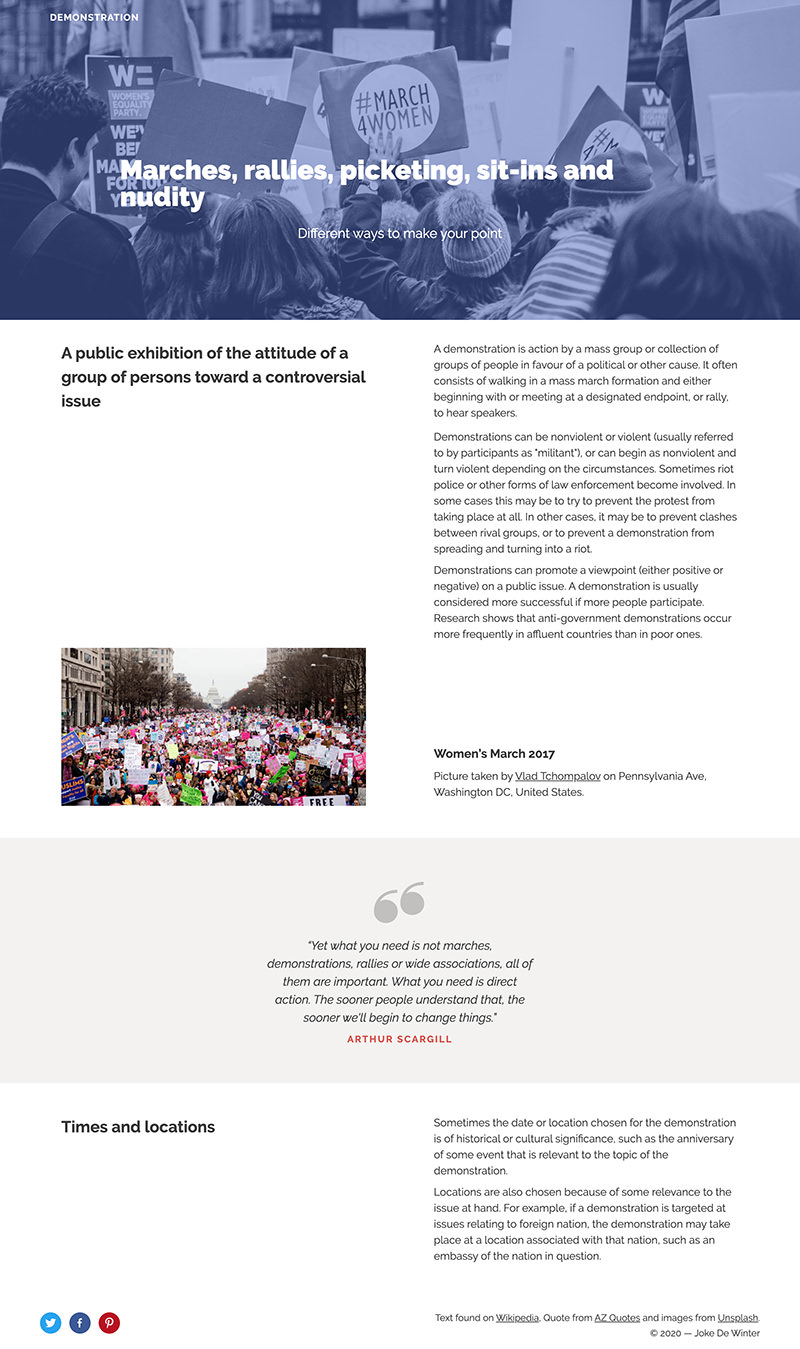 DEMONSTRATION
W=
WOMEN'S
EQUALITY
PARTY.
WE'VE
#MARCH
4WOMEN
Marches, rallies, picketing, sit-ins and
nudity
Different ways to make your point
A public exhibition of the attitude of a
group of persons toward a controversial
issue
A demonstration is action by a mass group or collection of
groups of people in favour of a political or other cause. It often
consists of walking in a mass march formation and either
beginning with or meeting at a designated endpoint, or rally,
to hear speakers.
Demonstrations can be nonviolent or violent (usually referred
to by participants as "militant"), or can begin as nonviolent and
turn violent depending on the circumstances. Sometimes riot
police or other forms of law enforcement become involved. In
some cases this may be to try to prevent the protest from
taking place at all. In other cases, it may be to prevent clashes
between rival groups, or to prevent a demonstration from
spreading and turning into a riot.
Demonstrations can promote a viewpoint (either positive or
negative) on a public issue. A demonstration is usually
considered more successful if more people participate.
Research shows that anti-government demonstrations occur
more frequently in affluent countries than in poor ones.
FREE
Women's March 2017
Picture taken by Vlad Tchompalov on Pennsylvania Ave,
Washington DC, United States.
“Yet what you need is not marches,
demonstrations, rallies or wide associations, all of
them are important. What you need is direct
action. The sooner people understand that, the
sooner we'll begin to change things.”
ARTHUR SCARGILL
Times and locations
Sometimes the date or location chosen for the demonstration
is of historical or cultural significance, such as the anniversary
of some event that is relevant to the topic of the
demonstration.
Locations are also chosen because of some relevance to the
issue at hand. For example, if a demonstration is targeted at
issues relating to foreign nation, the demonstration may take
place at a location associated with that nation, such as an
embassy of the nation in question.
Text found on Wikipedia, Quote from AZ Quotes and images from Unsplash.
© 2020 — Joke De Winter